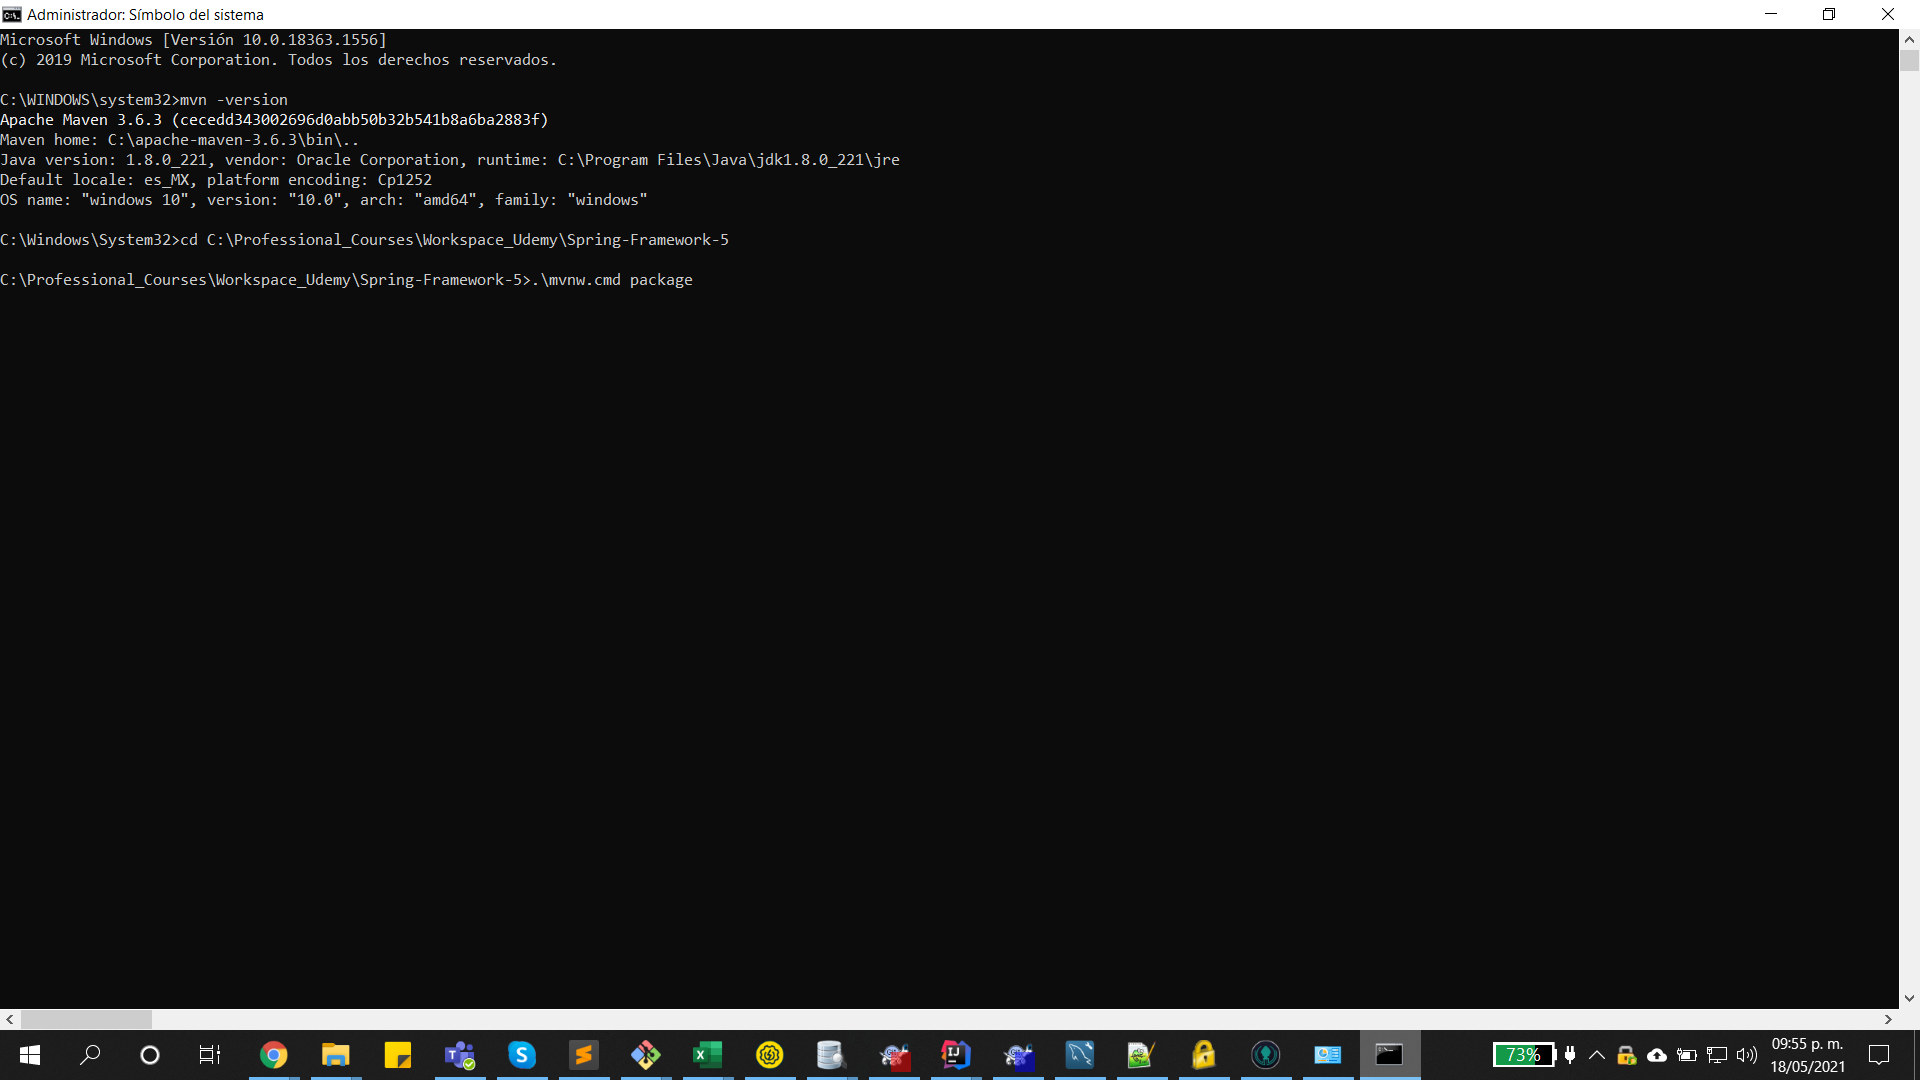 Administrador: Símbolo del sistema
Microsoft Windows [Versión 10.0.18363.1556]
(c) 2019 Microsoft Corporation. Todos los derechos reservados.
C:\WINDOWS\system32>mvn -version
Apache Maven 3.6.3 (cecedd343002696d0abb50b32b541b8a6ba2883f)
Maven home: C:\apache-maven-3.6.3\bin\..
Java version: 1.8.0_221, vendor: Oracle Corporation, runtime: C:\Program Files\Java\jdk1.8.0_221\jre
Default locale: es_MX, platform encoding: Cp1252
OS name: "windows 10", version: "10.0", arch: "amd64", family: "windows"
C:\Windows\System32>cd C:\Professional_Courses\Workspace_Udemy\Spring-Framework-5
C:\Professional_Courses\Workspace_Udemy\Spring-Framework-5>.\mvnw.cmd package
73%
09:55 p. m.
18/05/2021